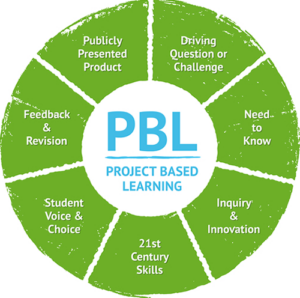 PBL
PROJECT BASED
LEARNING
Driving
Question or
Challenge
Need
to
Know
Inquiry
&
Innovation
21st
Century
Skills
Student
Voice &
Choice
Feedback
&
Revision
Publicly
Presented
Product